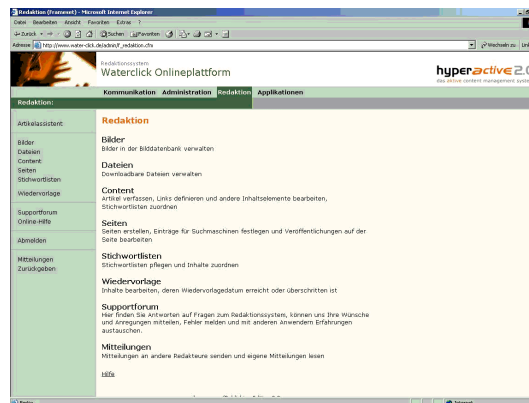 Redaktion (Frameset) - Microsoft Internet Explorer
Datei Bearbeiten Ansicht Favoriten Extras ?
Zurück Suchen Favoriten
Adresse http://www.water-click.de/admin/f_redaktion.cfm Wechseln zu Links
Redaktionssystem
Waterclick Onlineplattform
hyperactive 2.0
das aktive content management system
Kommunikation Administration Redaktion Applikationen
Redaktion:
Artikelassistent
Bilder
Dateien
Content
Seiten
Stichwortlisten
Wiedervorlage
Supportforum
Online-Hilfe
Abmelden
Mitteilungen
Zurückgeben
Redaktion
Bilder
Bilder in der Bilddatenbank verwalten
Dateien
Downloadbare Dateien verwalten
Content
Artikel verfassen, Links definieren und andere Inhaltselemente bearbeiten,
Stichwortlisten zuordnen
Seiten
Seiten erstellen, Einträge für Suchmaschinen festlegen und Veröffentlichungen auf der
Seite bearbeiten
Stichwortlisten
Stichwortlisten pflegen und Inhalte zuordnen
Wiedervorlage
Inhalte bearbeiten, deren Wiedervorlagedatum erreicht oder überschritten ist
Supportforum
Hier finden Sie Antworten auf Fragen zum Redaktionssystem, können uns Ihre Wünsche
und Anregungen mitteilen, Fehler melden und mit anderen Anwendern Erfahrungen
austauschen.
Mitteilungen
Mitteilungen an andere Redakteure senden und eigene Mitteilungen lesen
Hilfe
Fertig Internet